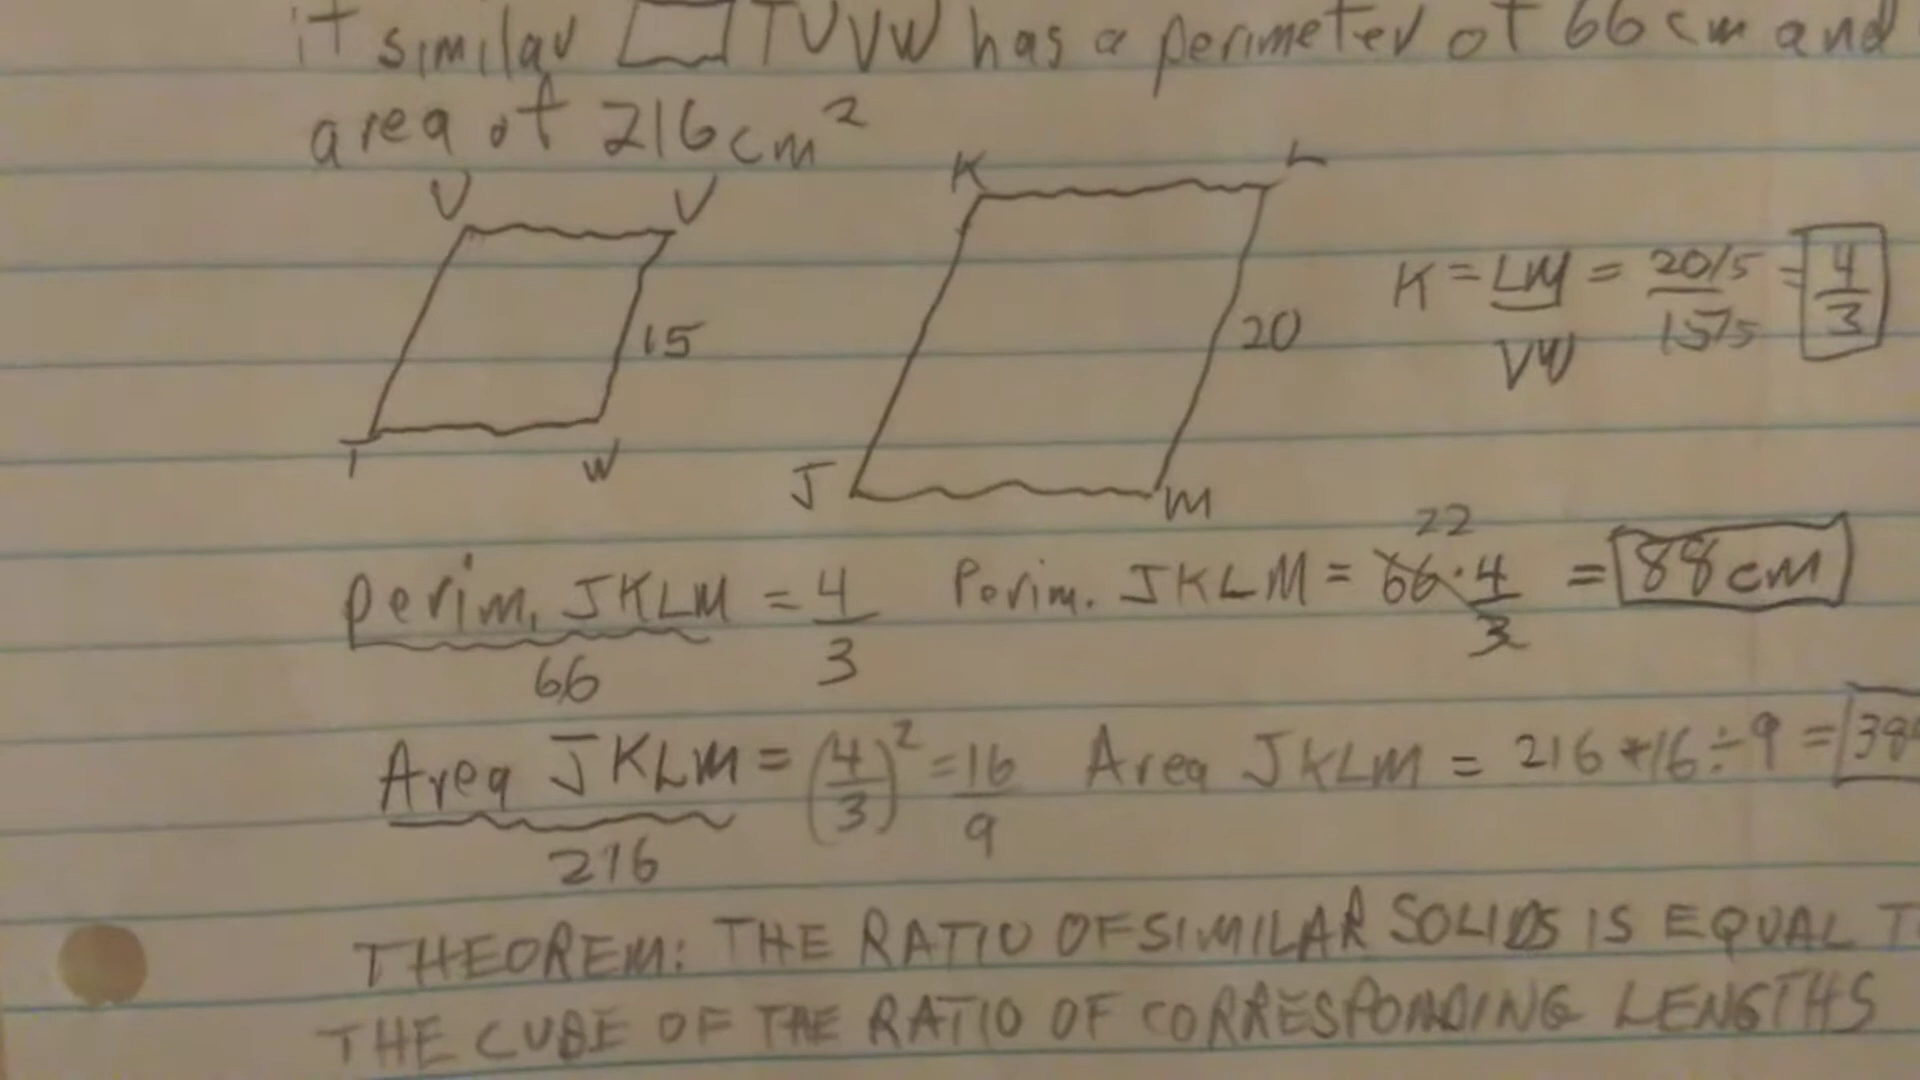 if similar ▱TUVW has a perimeter of 66 cm and
area of 216 cm²
U V K L
K = LM/VW = 20/5/15/5 = 4/3
15 20
T W J M
22
Perim. JKLM/66 = 4/3 Perim. JKLM = 66 · 4/3 = 88 cm
Area JKLM/216 = (4/3)² = 16/9 Area JKLM = 216 * 16 ÷ 9 = 38
THEOREM: THE RATIO OF SIMILAR SOLIDS IS EQUAL T
THE CUBE OF THE RATIO OF CORRESPONDING LENGTHS